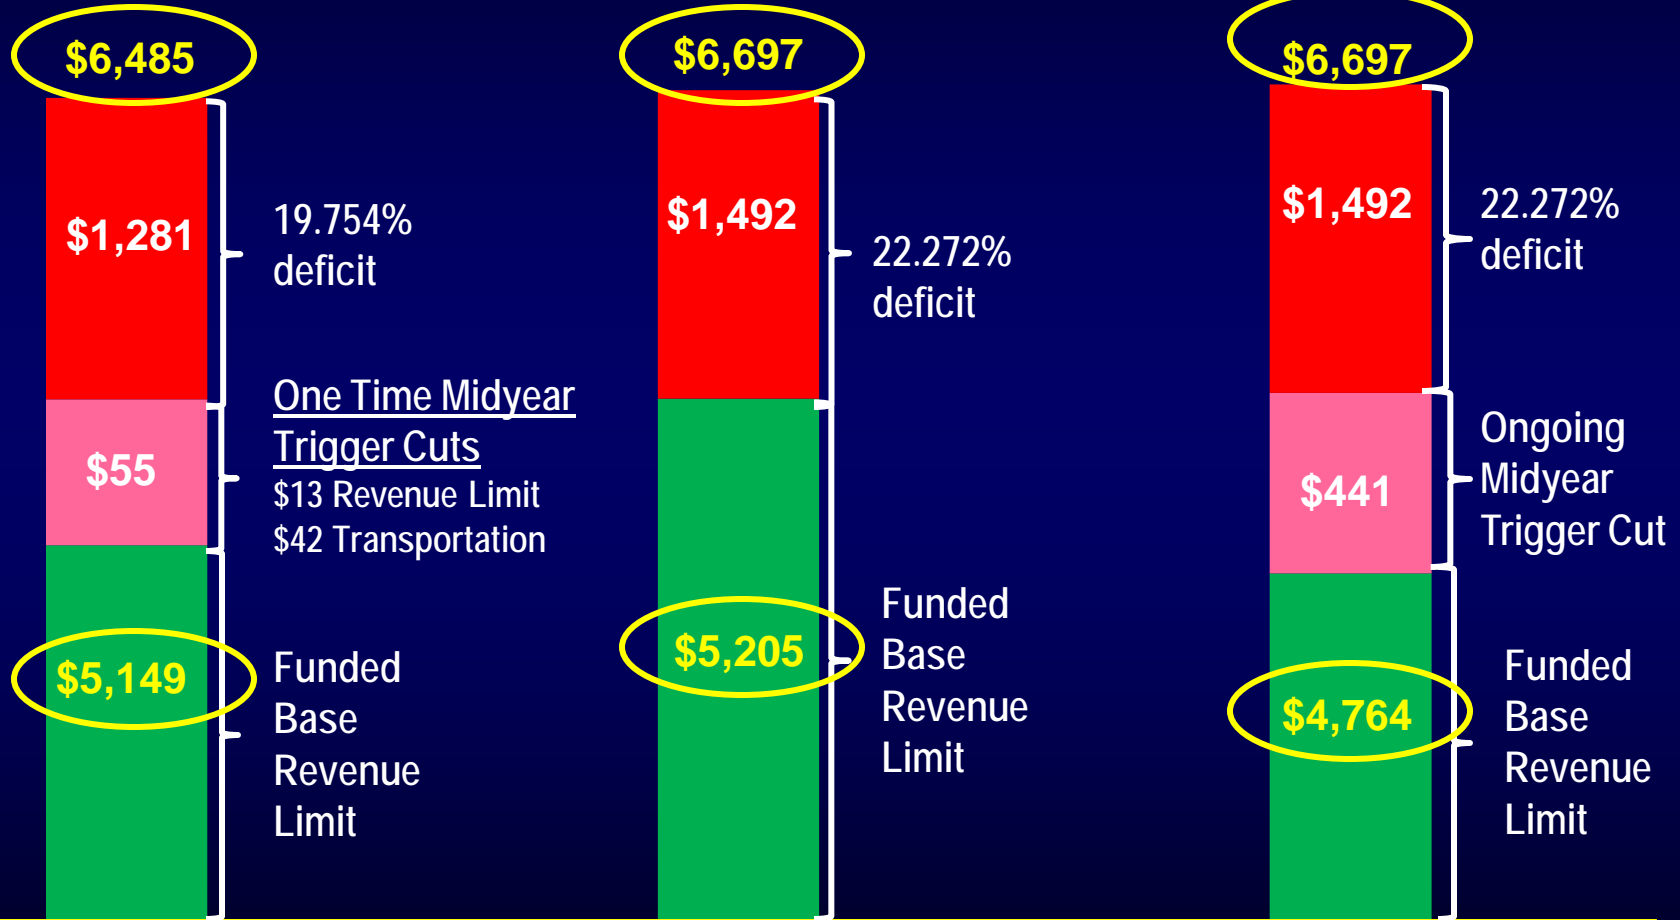 $6,485
$1,281
19.754%
deficit
$55
One Time Midyear
Trigger Cuts
$13 Revenue Limit
$42 Transportation
$5,149
Funded
Base
Revenue
Limit
$6,697
$1,492
22.272%
deficit
$5,205
Funded
Base
Revenue
Limit
$6,697
$1,492
22.272%
deficit
$441
Ongoing
Midyear
Trigger Cut
$4,764
Funded
Base
Revenue
Limit